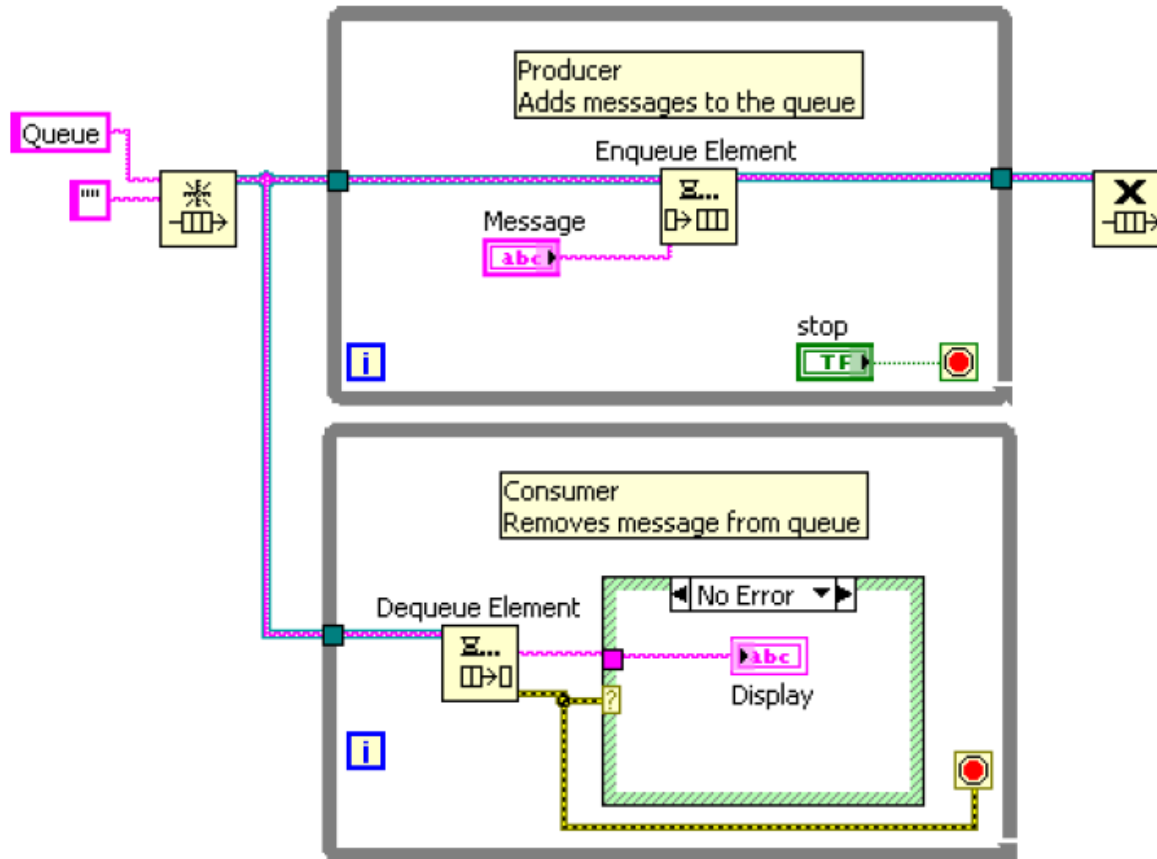 Producer
Adds messages to the queue
Queue
""
Enqueue Element
Message
abc
stop
TF
i
Consumer
Removes message from queue
No Error
Dequeue Element
abc
Display
?
i